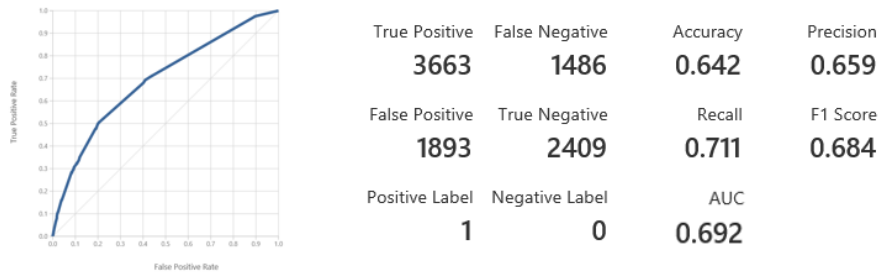 True Positive Rate
1.0
0.9
0.8
0.7
0.6
0.5
0.4
0.3
0.2
0.1
0.0
0.0 0.1 0.2 0.3 0.4 0.5 0.6 0.7 0.8 0.9 1.0
False Positive Rate
True Positive False Negative Accuracy Precision
3663 1486 0.642 0.659
False Positive True Negative Recall F1 Score
1893 2409 0.711 0.684
Positive Label Negative Label AUC
1 0 0.692